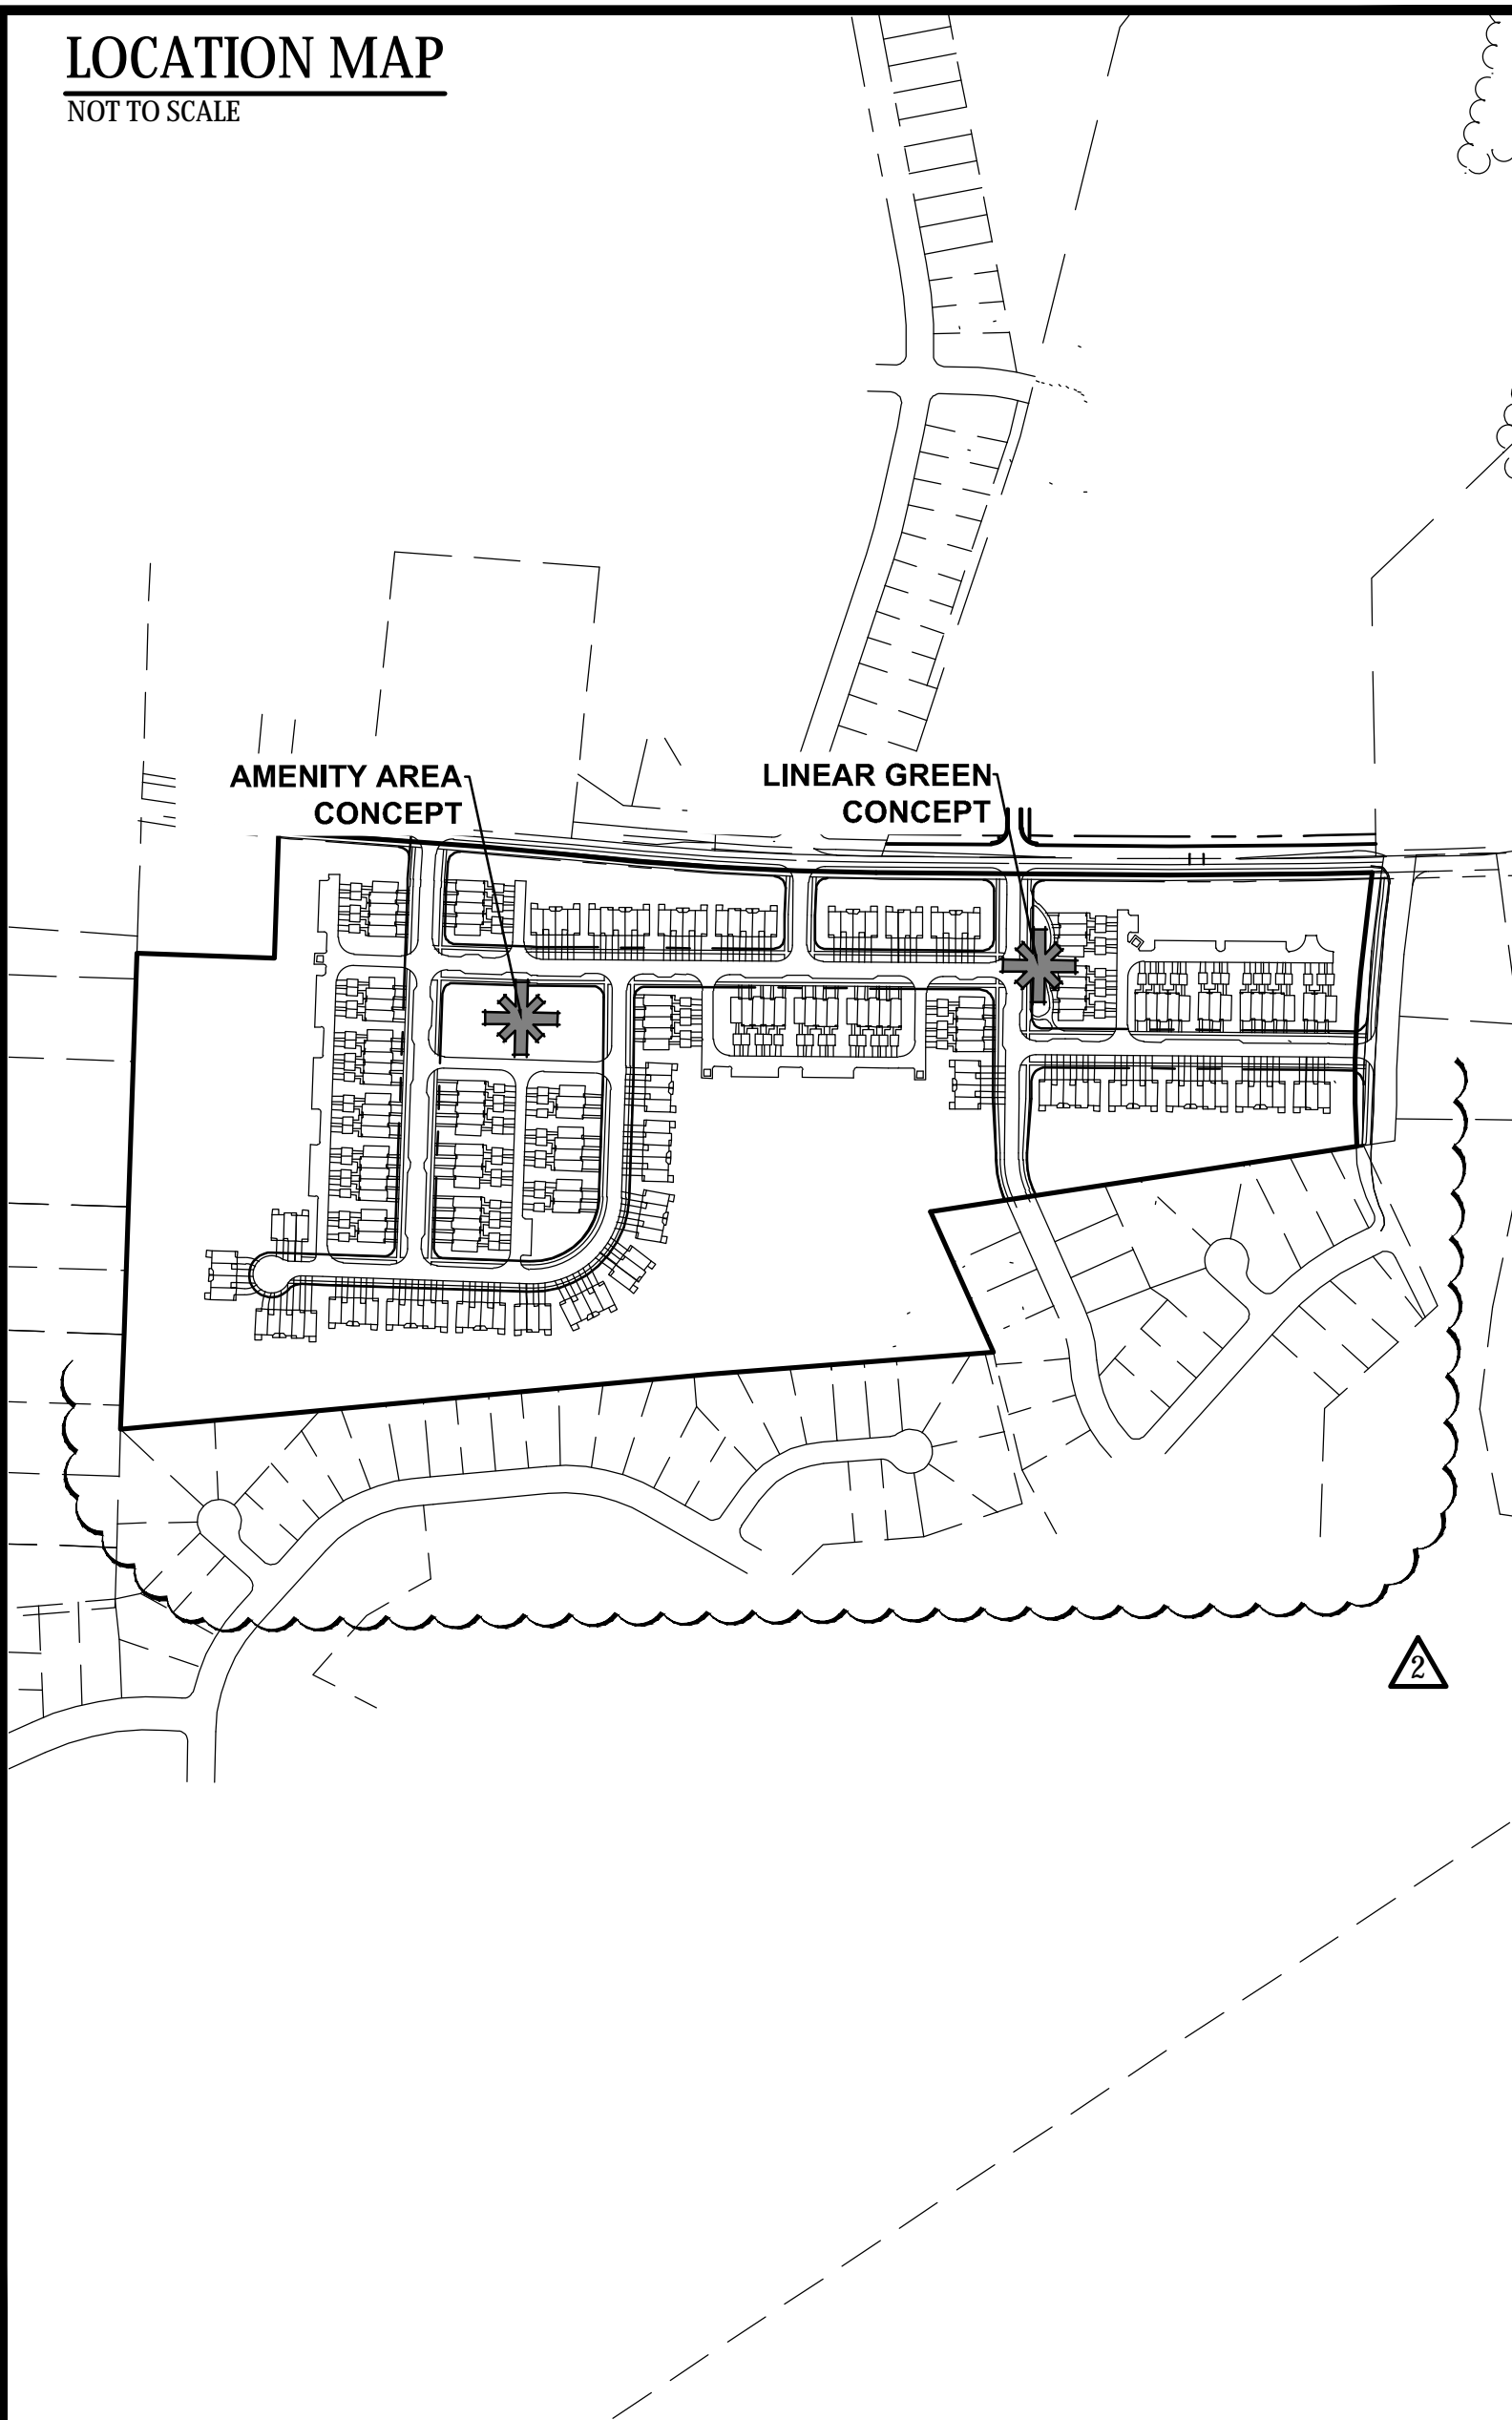 LOCATION MAP
NOT TO SCALE
AMENITY AREA
CONCEPT
LINEAR GREEN
CONCEPT
2